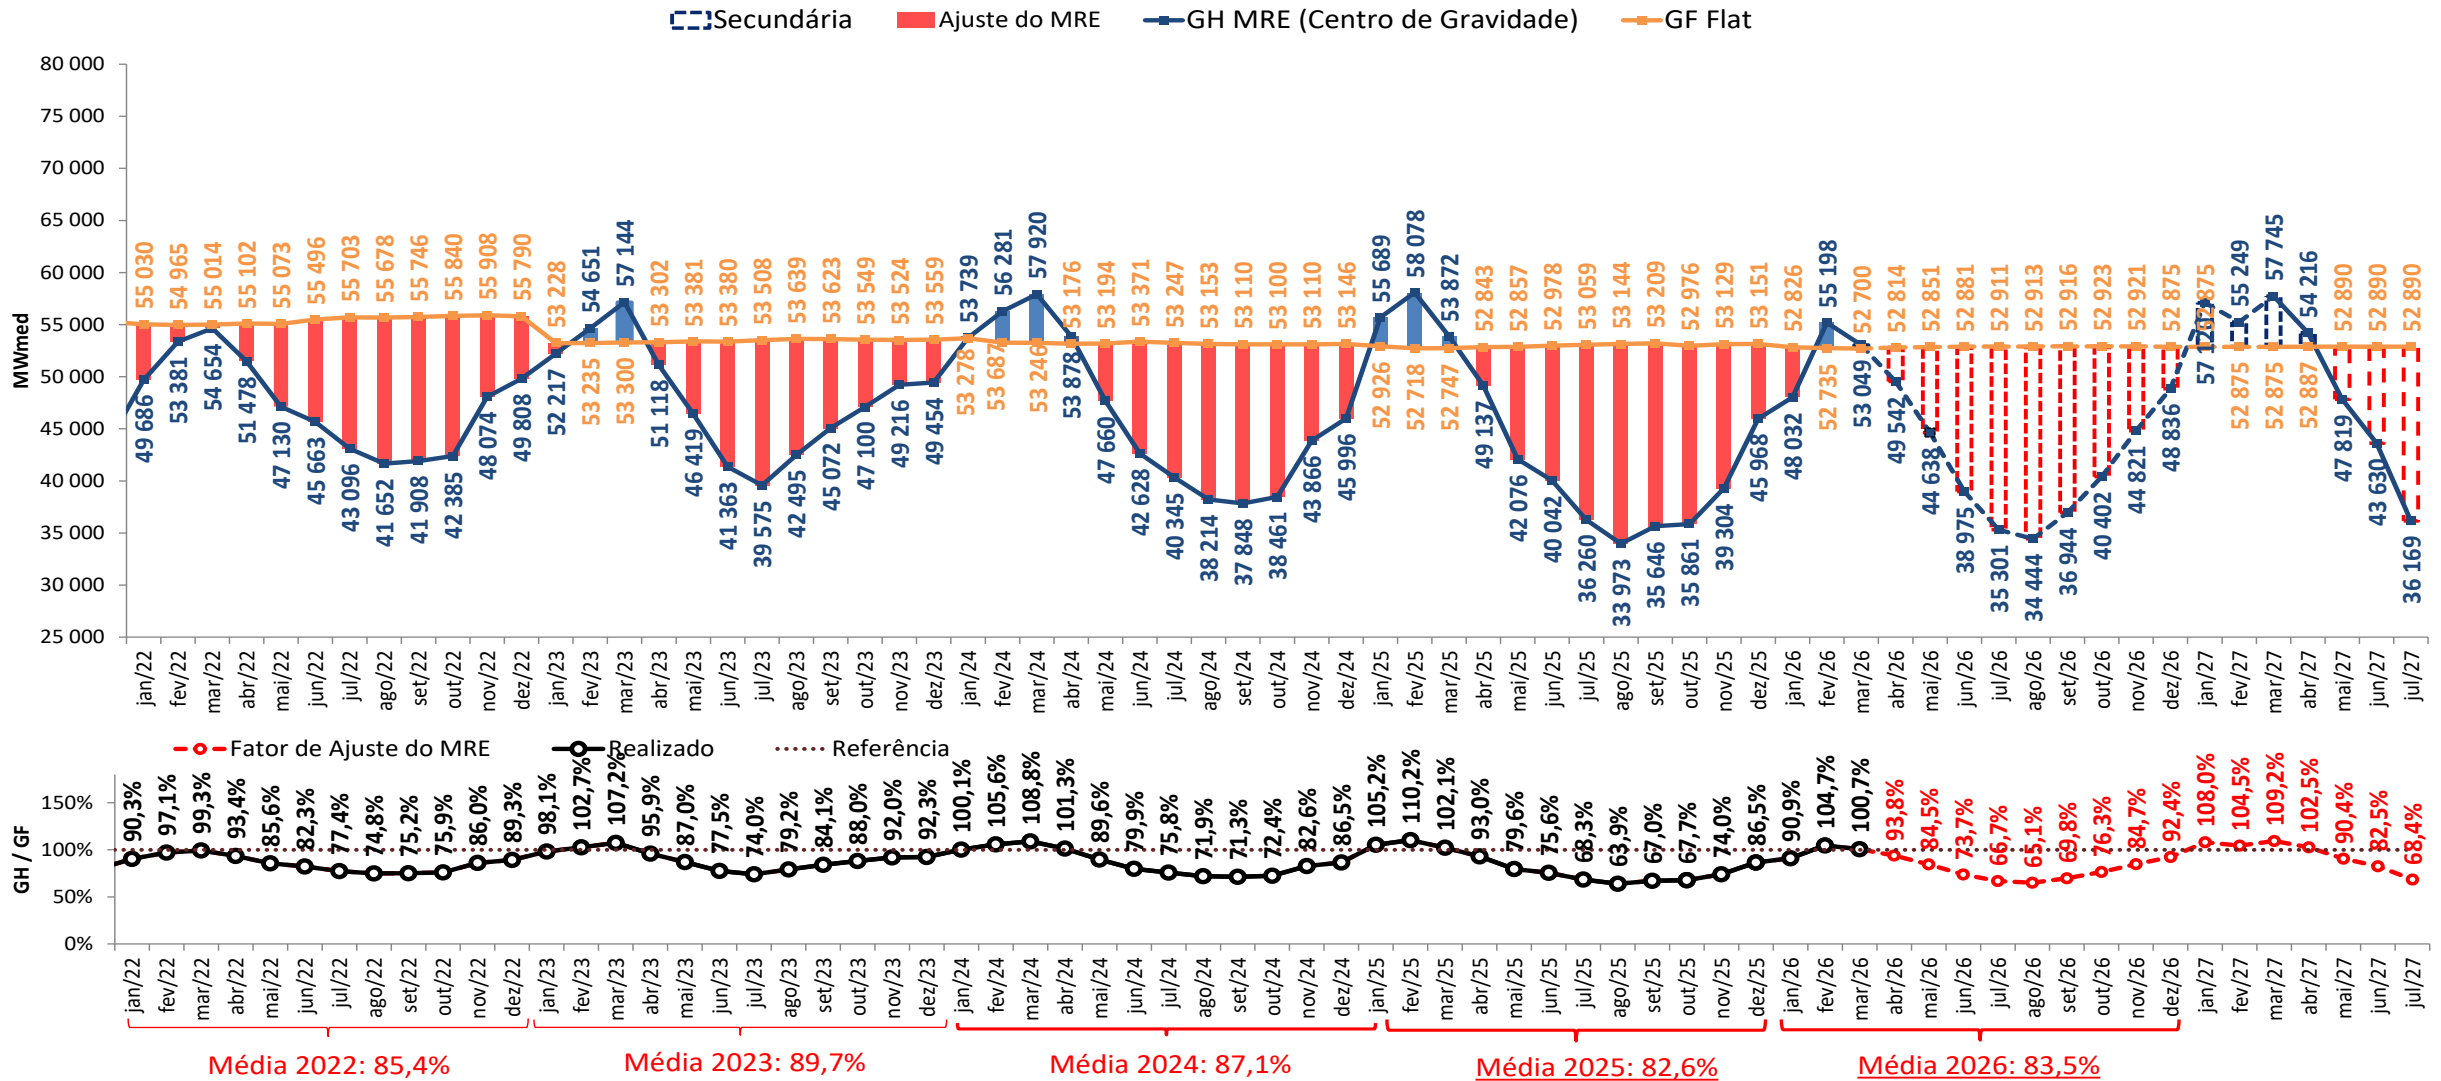 Secundária Ajuste do MRE GH MRE (Centro de Gravidade) GF Flat
MWmed
80 000
75 000
70 000
65 000
60 000
55 000
50 000
45 000
40 000
35 000
30 000
25 000
55 030 54 965 55 014 55 102 55 073 55 496 55 703 55 678 55 746 55 840 55 908 55 790 53 228 54 651 57 144 53 302 53 381 53 380 53 508 53 639 53 623 53 549 53 524 53 559 53 739 56 281 57 920 53 176 53 194 53 371 53 247 53 153 53 110 53 100 53 110 53 146 55 689 58 078 53 872 52 843 52 857 52 978 53 059 53 144 53 209 52 976 53 129 53 151 52 826 55 198 52 700 52 814 52 851 52 881 52 911 52 913 52 916 52 923 52 921 52 875 52 875 55 249 57 745 54 216 52 890 52 890 52 890
49 686 53 381 54 654 51 478 47 130 45 663 43 096 41 652 41 908 42 385 48 074 49 808 52 217 53 235 53 300 51 118 46 419 41 363 39 575 42 495 45 072 47 100 49 216 49 454 53 278 53 687 53 246 53 878 47 660 42 628 40 345 38 214 37 848 38 461 43 866 45 996 52 926 52 718 52 747 49 137 42 076 40 042 36 260 33 973 35 646 35 861 39 304 45 968 48 032 52 735 53 049 49 542 44 638 38 975 35 301 34 444 36 944 40 402 44 821 48 836 57 128 52 875 52 875 52 887 47 819 43 630 36 169
jan/22 fev/22 mar/22 abr/22 mai/22 jun/22 jul/22 ago/22 set/22 out/22 nov/22 dez/22 jan/23 fev/23 mar/23 abr/23 mai/23 jun/23 jul/23 ago/23 set/23 out/23 nov/23 dez/23 jan/24 fev/24 mar/24 abr/24 mai/24 jun/24 jul/24 ago/24 set/24 out/24 nov/24 dez/24 jan/25 fev/25 mar/25 abr/25 mai/25 jun/25 jul/25 ago/25 set/25 out/25 nov/25 dez/25 jan/26 fev/26 mar/26 abr/26 mai/26 jun/26 jul/26 ago/26 set/26 out/26 nov/26 dez/26 jan/27 fev/27 mar/27 abr/27 mai/27 jun/27 jul/27
Fator de Ajuste do MRE Realizado Referência
GH / GF
150%
100%
50%
0%
90,3% 97,1% 99,3% 93,4% 85,6% 82,3% 77,4% 74,8% 75,2% 75,9% 86,0% 89,3% 98,1% 102,7% 107,2% 95,9% 87,0% 77,5% 74,0% 79,2% 84,1% 88,0% 92,0% 92,3% 100,1% 105,6% 108,8% 101,3% 89,6% 79,9% 75,8% 71,9% 71,3% 72,4% 82,6% 86,5% 105,2% 110,2% 102,1% 93,0% 79,6% 75,6% 68,3% 63,9% 67,0% 67,7% 74,0% 86,5% 90,9% 104,7% 100,7% 93,8% 84,5% 73,7% 66,7% 65,1% 69,8% 76,3% 84,7% 92,4% 108,0% 104,5% 109,2% 102,5% 90,4% 82,5% 68,4%
jan/22 fev/22 mar/22 abr/22 mai/22 jun/22 jul/22 ago/22 set/22 out/22 nov/22 dez/22 jan/23 fev/23 mar/23 abr/23 mai/23 jun/23 jul/23 ago/23 set/23 out/23 nov/23 dez/23 jan/24 fev/24 mar/24 abr/24 mai/24 jun/24 jul/24 ago/24 set/24 out/24 nov/24 dez/24 jan/25 fev/25 mar/25 abr/25 mai/25 jun/25 jul/25 ago/25 set/25 out/25 nov/25 dez/25 jan/26 fev/26 mar/26 abr/26 mai/26 jun/26 jul/26 ago/26 set/26 out/26 nov/26 dez/26 jan/27 fev/27 mar/27 abr/27 mai/27 jun/27 jul/27
Média 2022: 85,4% Média 2023: 89,7% Média 2024: 87,1% Média 2025: 82,6% Média 2026: 83,5%